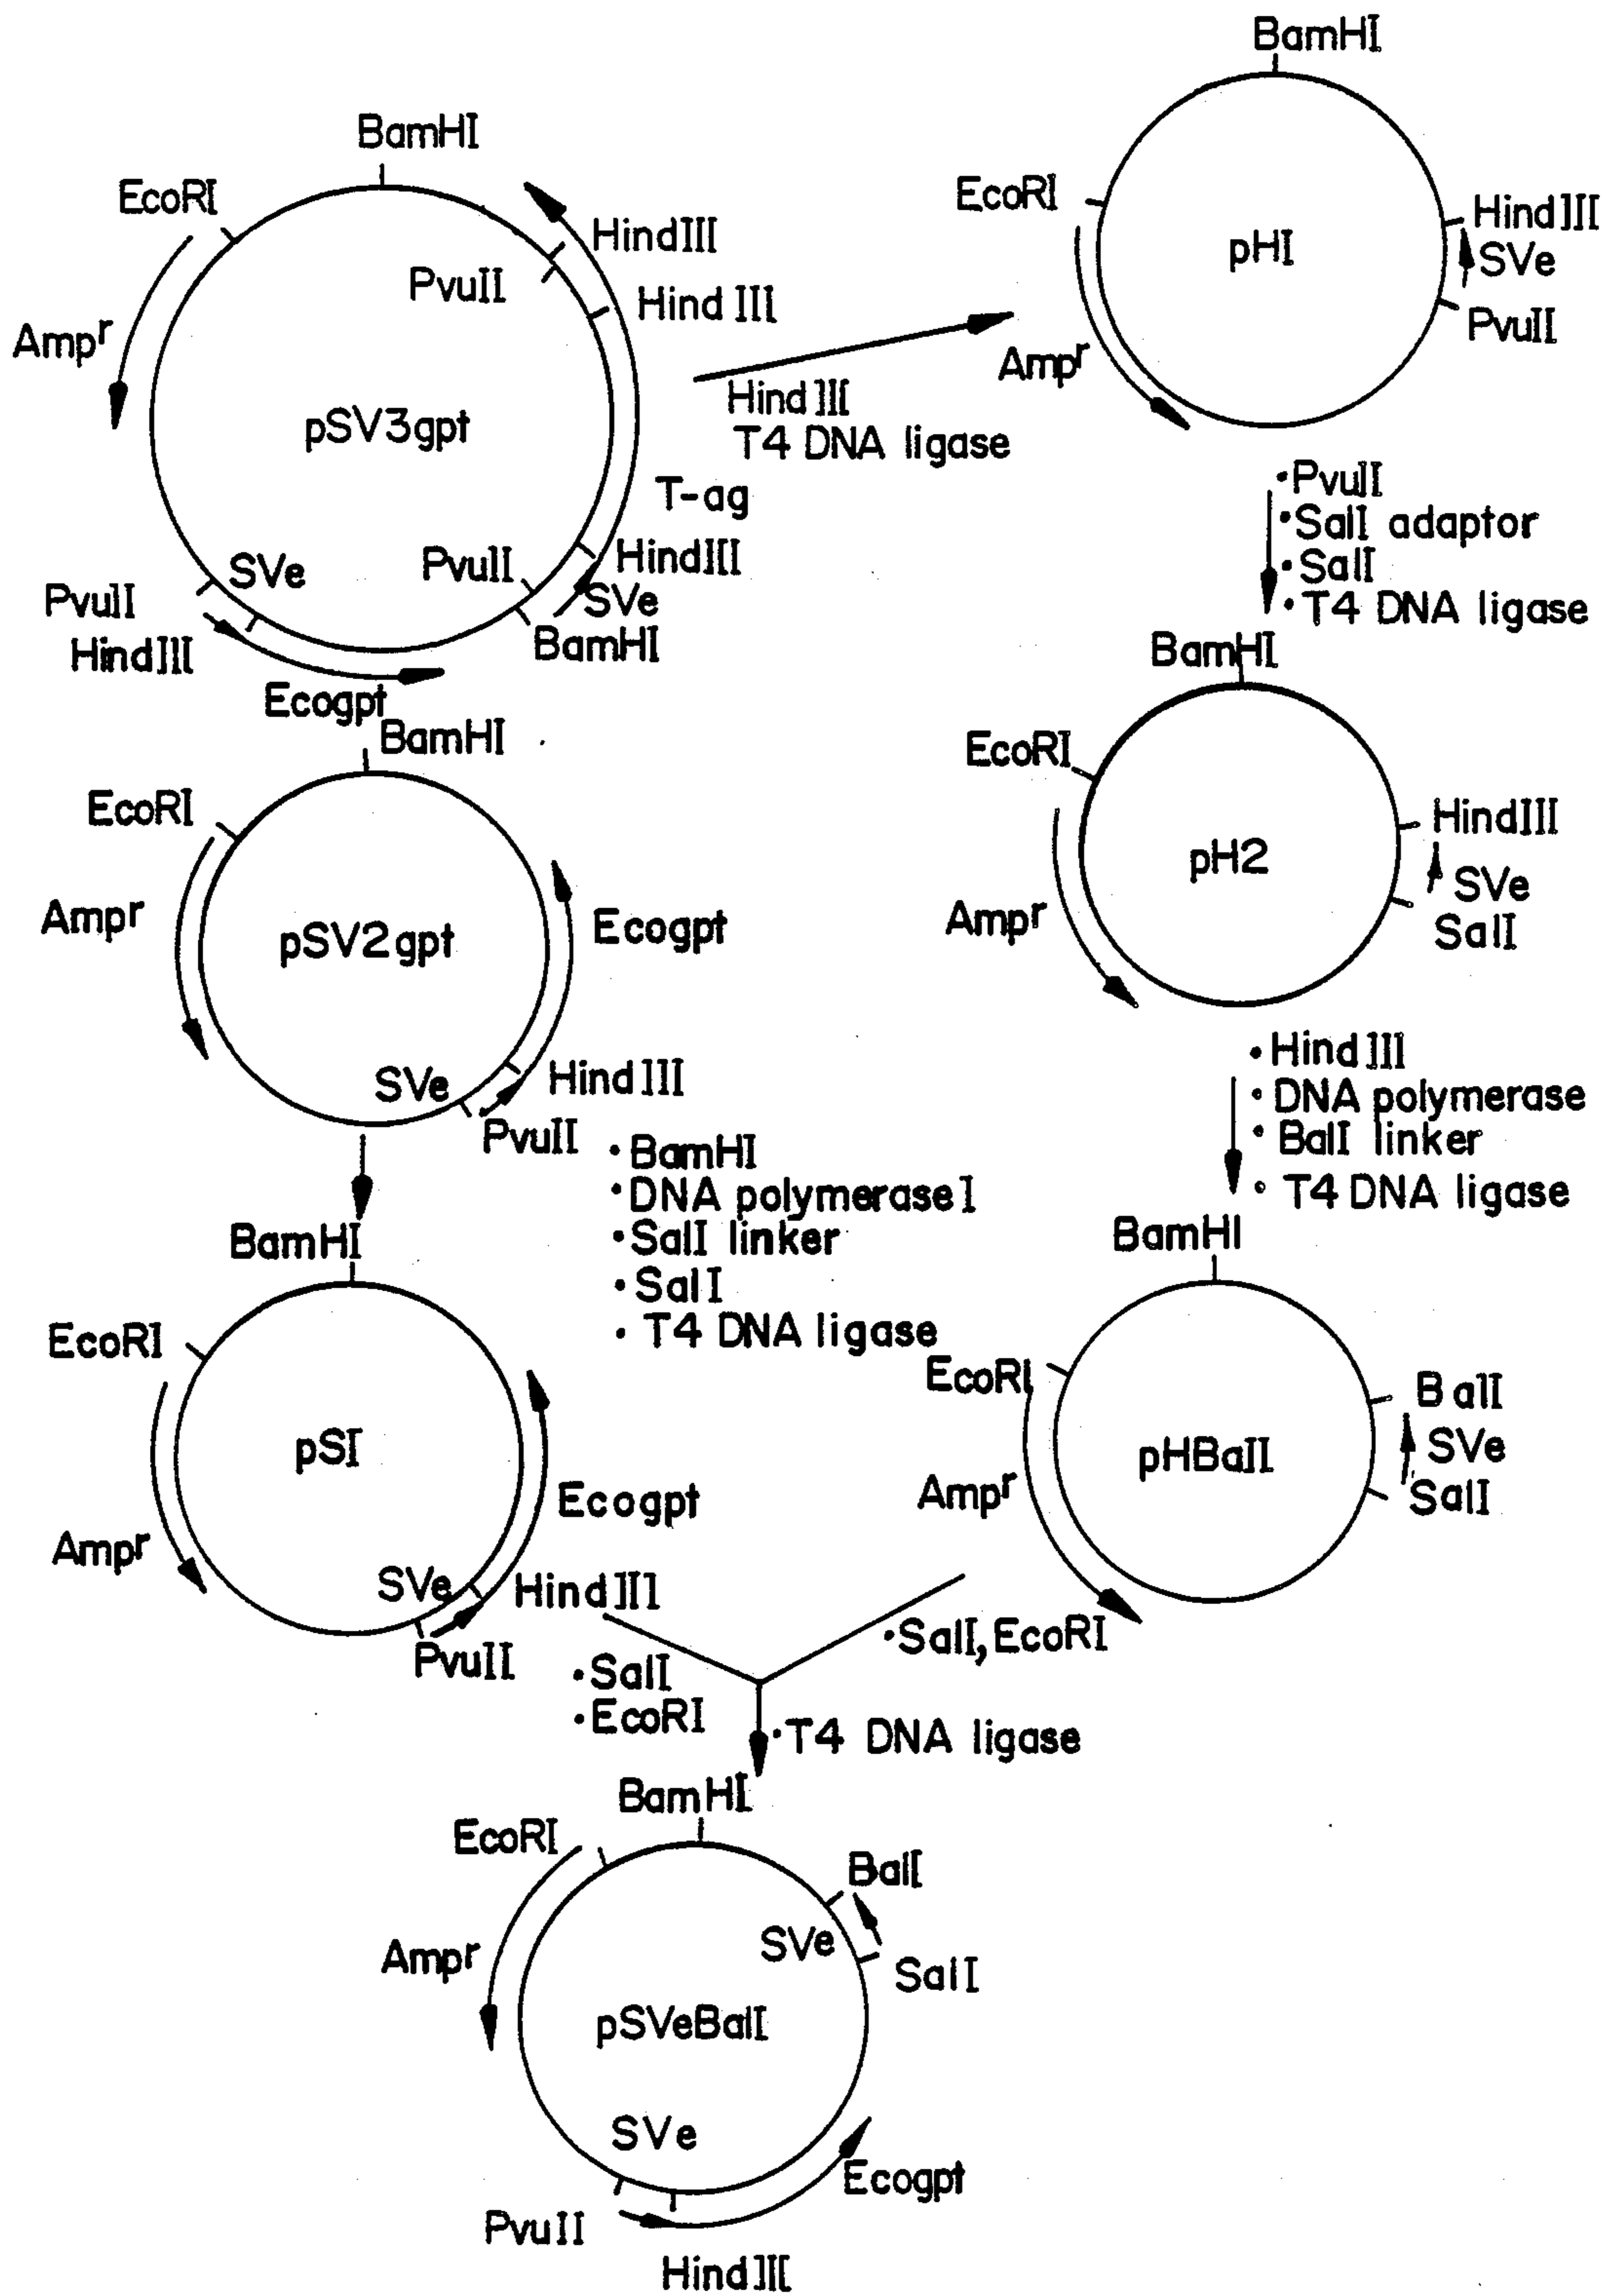 BamHI
EcoRI
HindIII
PvuII
Hind III
Ampr
pSV3gpt
T-ag
SVe
PvuII
HindIII
SVe
PvuII
HindIII
BamHI
Ecogpt
HindIII
T4 DNA ligase
BamHI
EcoRI
HindIII
pHI
SVe
PvuII
Ampr
•PvuII
•SalI adaptor
•SalI
•T4 DNA ligase
BamHI
EcoRI
HindIII
pH2
SVe
Ampr
SalI
•HindIII
•DNA polymerase
•BalI linker
•T4 DNA ligase
BamHI
EcoRI
Ampr
pSV2gpt
Ecogpt
SVe
HindIII
PvuII
•BamHI
•DNA polymerase I
•SalI linker
•SalI
•T4 DNA ligase
BamHI
EcoRI
pSI
Ecogpt
Ampr
SVe
HindIII
PvuII
•SalI
•EcoRI
BamHI
EcoRI
BalI
pHBalI
SVe
Ampr
SalI
•SalI, EcoRI
•T4 DNA ligase
BamHI
EcoRI
BalI
SVe
Ampr
SalI
pSVeBalI
SVe
Ecogpt
PvuII
HindIII